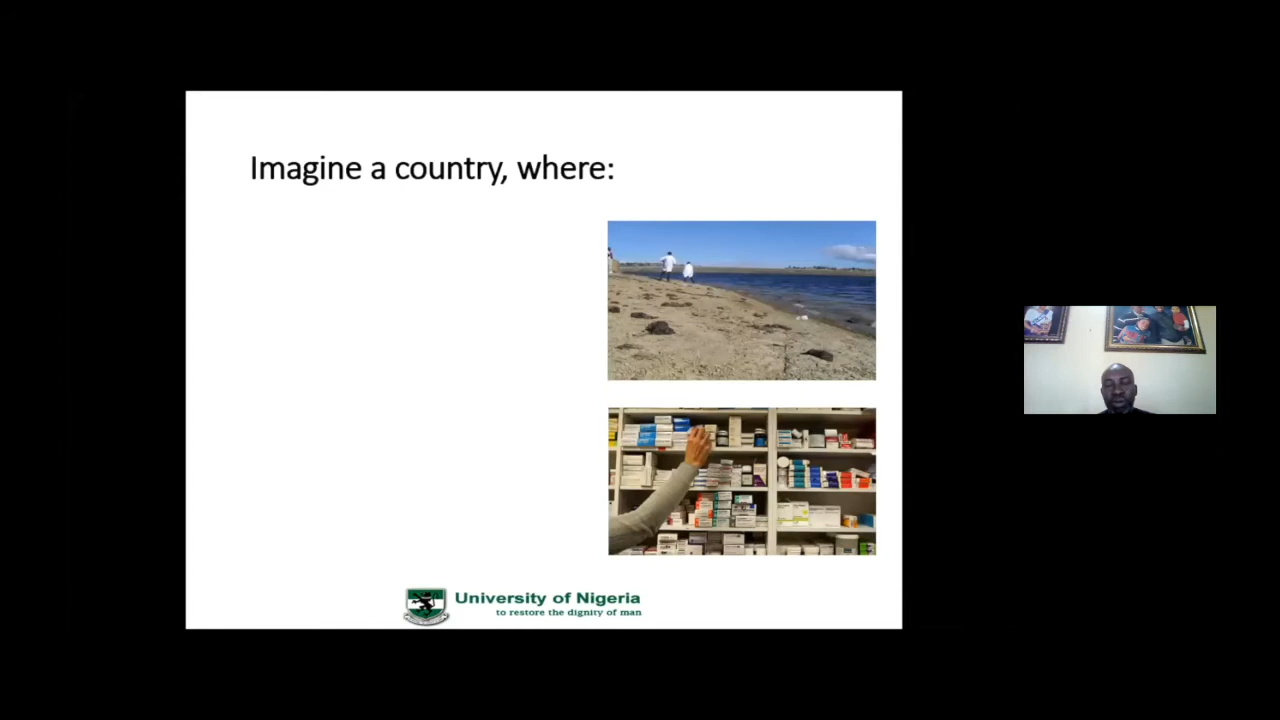 Imagine a country, where:
University of Nigeria
to restore the dignity of man